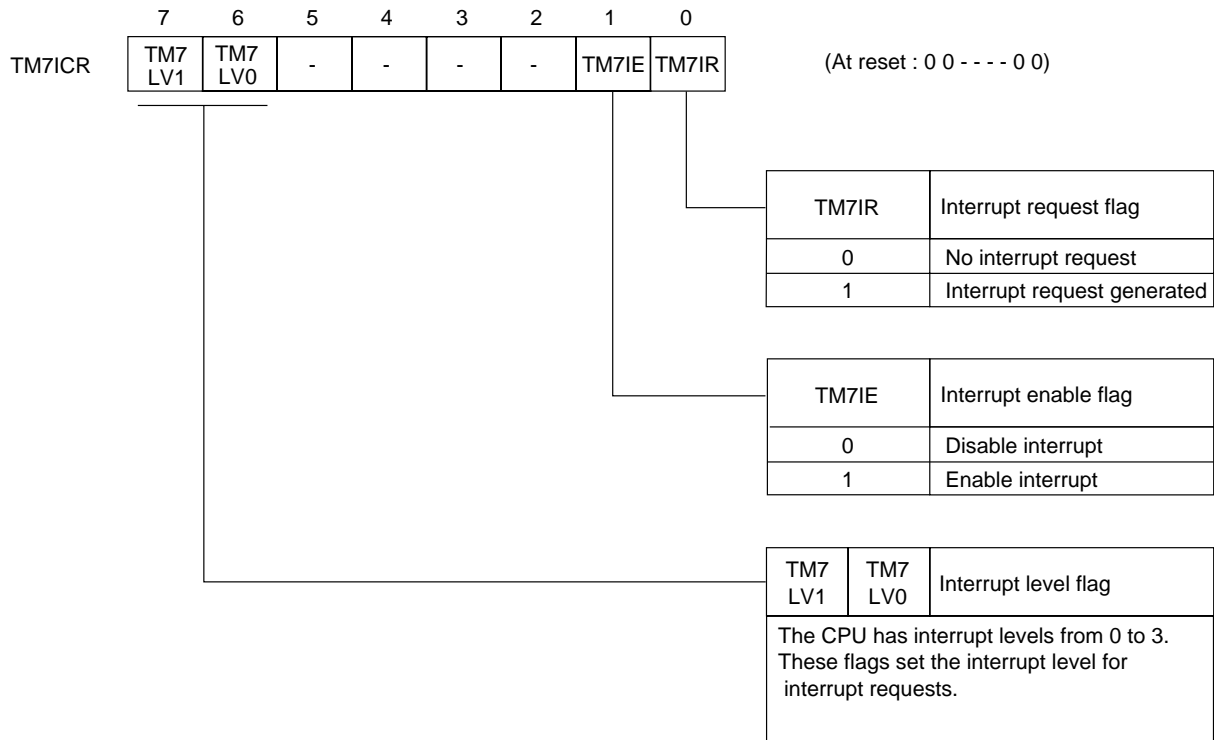 7 6 5 4 3 2 1 0
TM7ICR TM7 LV1 TM7 LV0 - - - - TM7IE TM7IR (At reset : 0 0 - - - - 0 0)
TM7IR Interrupt request flag
0 No interrupt request
1 Interrupt request generated
TM7IE Interrupt enable flag
0 Disable interrupt
1 Enable interrupt
TM7 LV1 TM7 LV0 Interrupt level flag
The CPU has interrupt levels from 0 to 3.
These flags set the interrupt level for
interrupt requests.